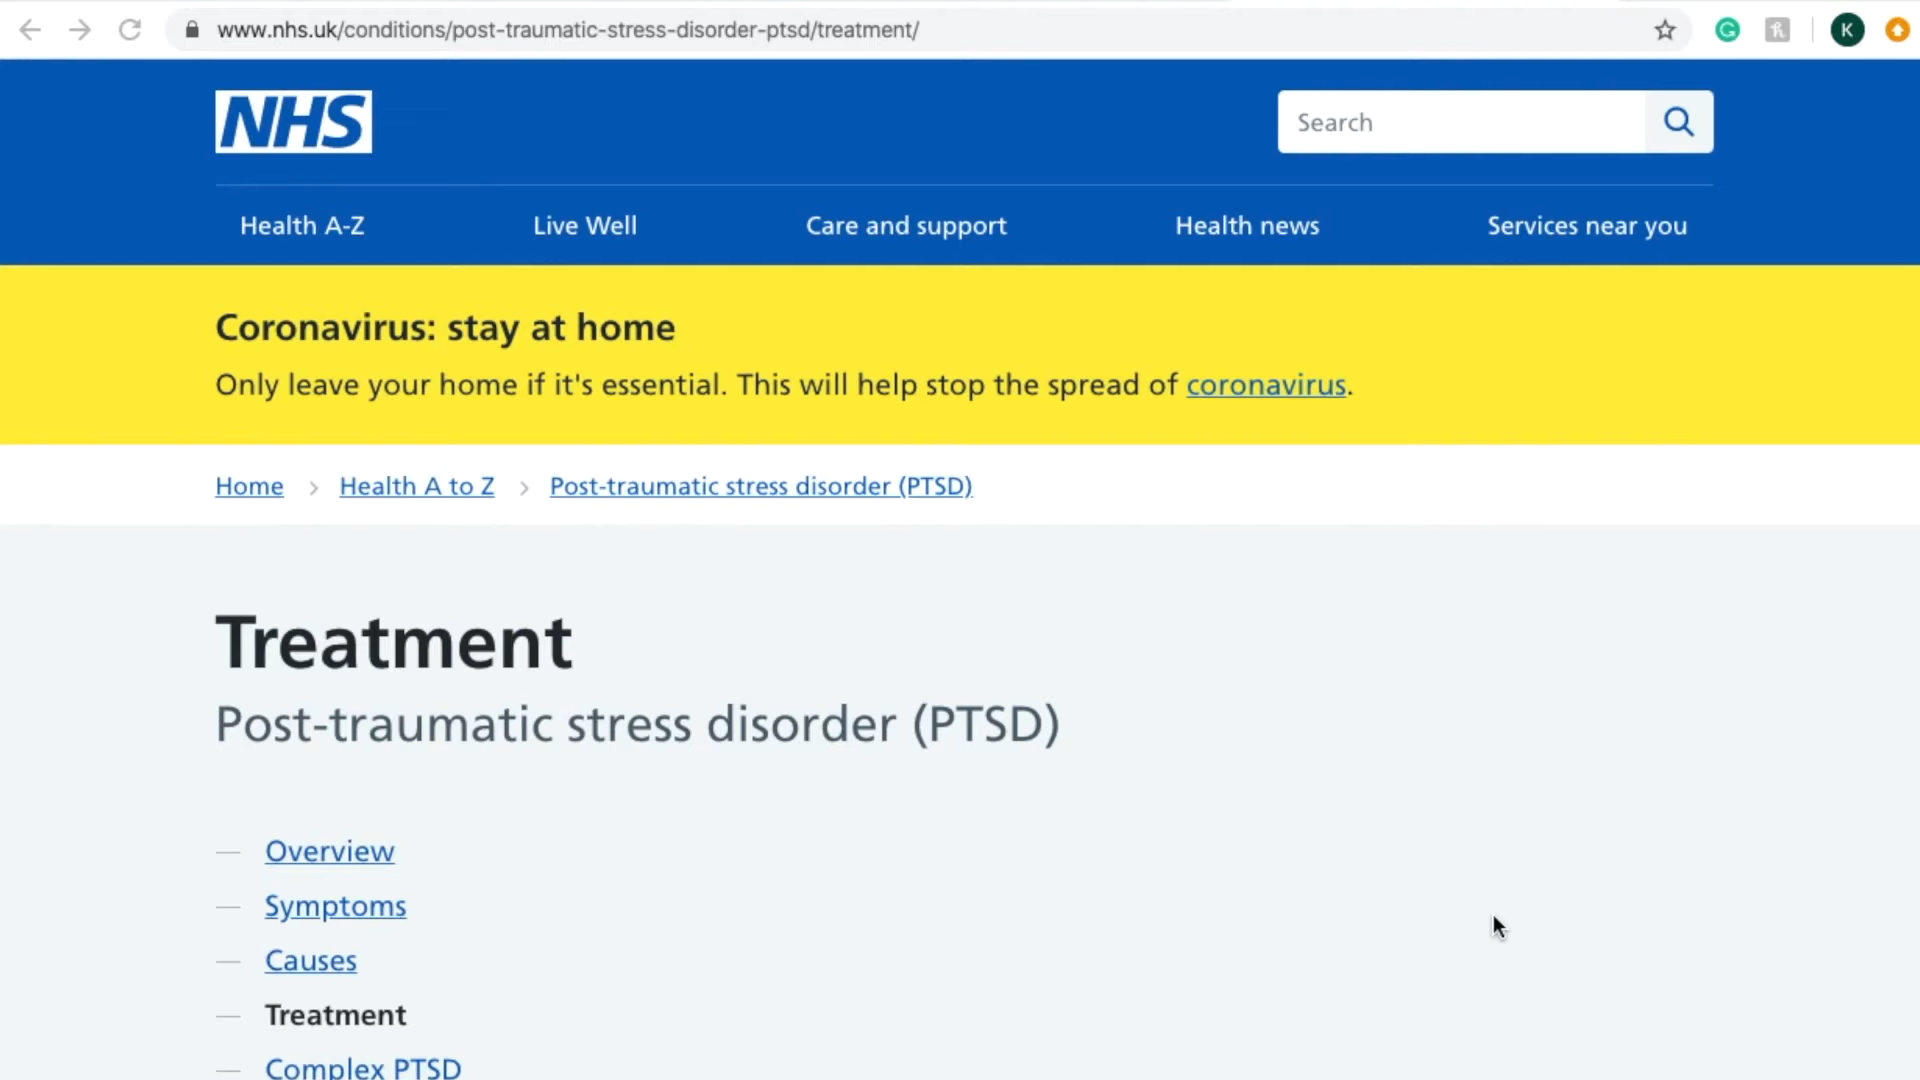 www.nhs.uk/conditions/post-traumatic-stress-disorder-ptsd/treatment/
K
NHS
Search
Health A-Z
Live Well
Care and support
Health news
Services near you
Coronavirus: stay at home
Only leave your home if it's essential. This will help stop the spread of coronavirus.
Home
Health A to Z
Post-traumatic stress disorder (PTSD)
Treatment
Post-traumatic stress disorder (PTSD)
Overview
Symptoms
Causes
Treatment
Complex PTSD